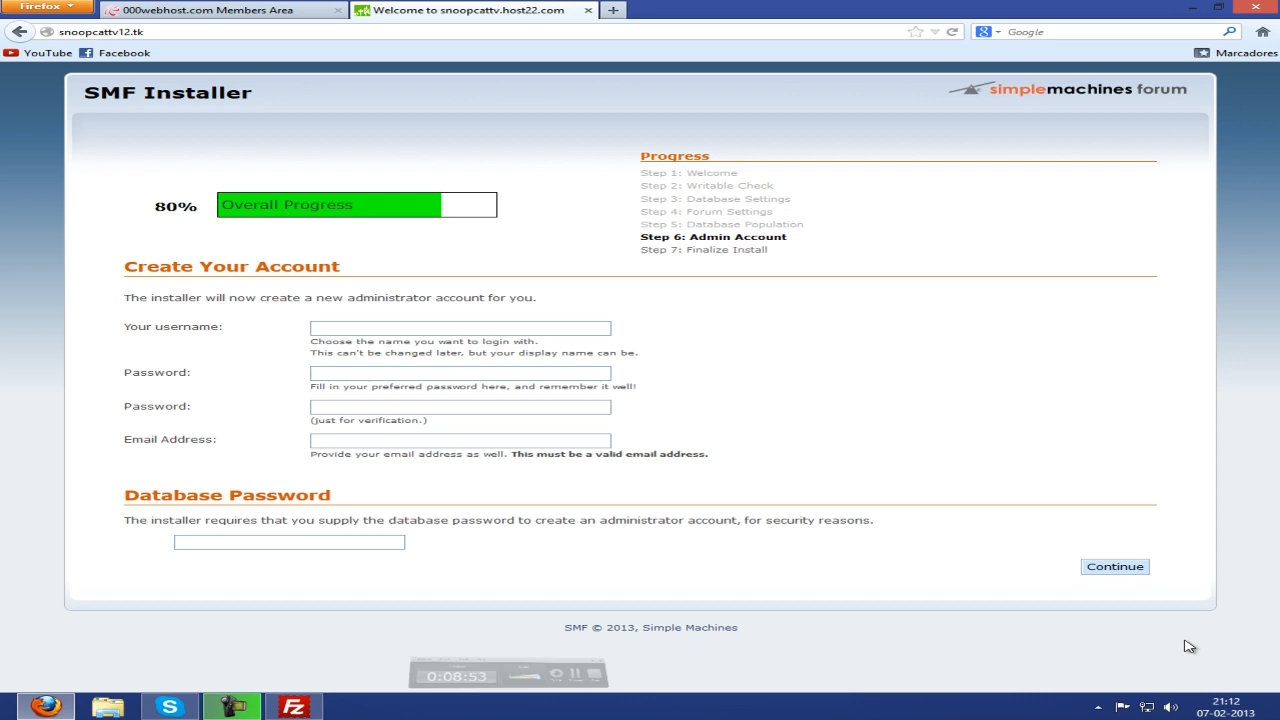 Firefox
000webhost.com Members Area
Welcome to snoopcattv.host22.com
snoopcattv12.tk
Google
YouTube
Facebook
Marcadores
SMF Installer
simplemachines forum
Progress
Step 1: Welcome
Step 2: Writable Check
Step 3: Database Settings
Step 4: Forum Settings
Step 5: Database Population
Step 6: Admin Account
Step 7: Finalize Install
80%
Overall Progress
Create Your Account
The installer will now create a new administrator account for you.
Your username:
Choose the name you want to login with.
This can't be changed later, but your display name can be.
Password:
Fill in your preferred password here, and remember it well!
Password:
(just for verification.)
Email Address:
Provide your email address as well. This must be a valid email address.
Database Password
The installer requires that you supply the database password to create an administrator account, for security reasons.
Continue
SMF © 2013, Simple Machines
0:08:53
21:12
07-02-2013